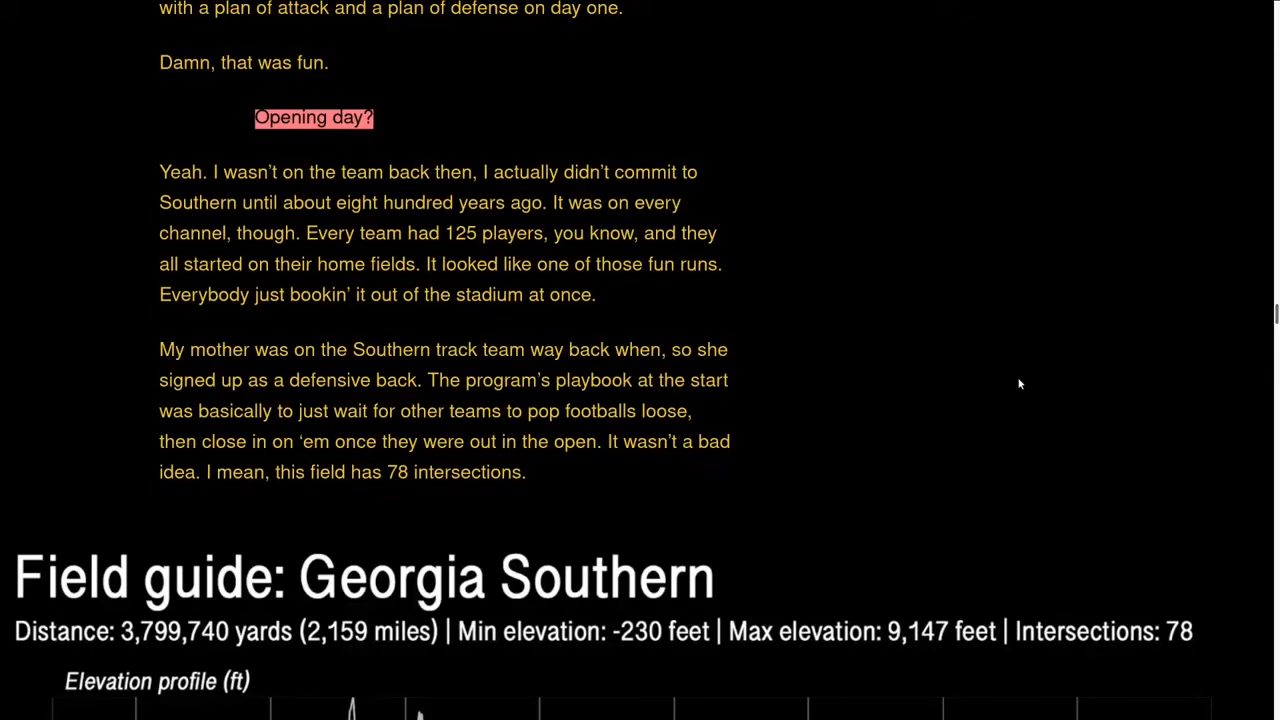 with a plan of attack and a plan of defense on day one.
Damn, that was fun.
Opening day?
Yeah. I wasn’t on the team back then, I actually didn’t commit to
Southern until about eight hundred years ago. It was on every
channel, though. Every team had 125 players, you know, and they
all started on their home fields. It looked like one of those fun runs.
Everybody just bookin’ it out of the stadium at once.
My mother was on the Southern track team way back when, so she
signed up as a defensive back. The program’s playbook at the start
was basically to just wait for other teams to pop footballs loose,
then close in on ‘em once they were out in the open. It wasn’t a bad
idea. I mean, this field has 78 intersections.
Field guide: Georgia Southern
Distance: 3,799,740 yards (2,159 miles) | Min elevation: -230 feet | Max elevation: 9,147 feet | Intersections: 78
Elevation profile (ft)